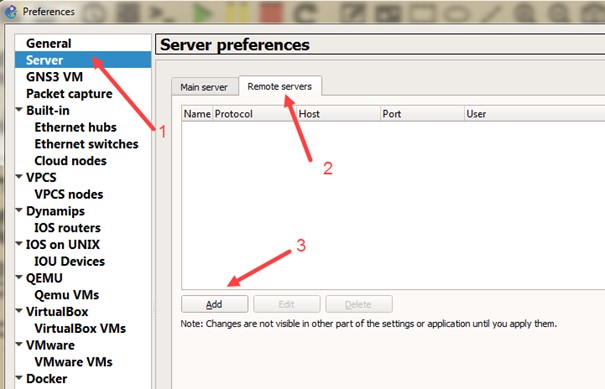 Preferences
General
Server
GNS3 VM
Packet capture
Built-in
Ethernet hubs
Ethernet switches
Cloud nodes
VPCS
VPCS nodes
Dynamips
IOS routers
IOS on UNIX
IOU Devices
QEMU
Qemu VMs
VirtualBox
VirtualBox VMs
VMware
VMware VMs
Docker
Server preferences
Main server Remote servers
Name Protocol Host Port User
1
2
3
Add Edit Delete
Note: Changes are not visible in other part of the settings or application until you apply them.